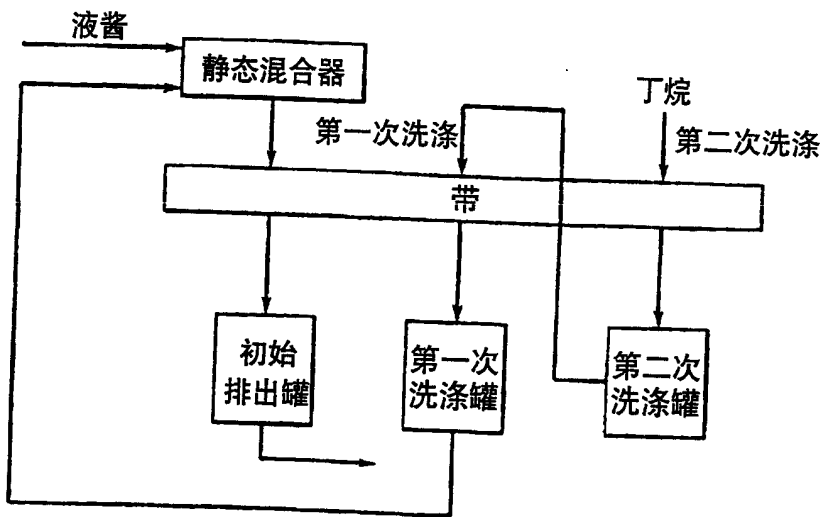 液酱
静态混合器
丁烷
第一次洗涤
第二次洗涤
带
初始
排出罐
第一次
洗涤罐
第二次
洗涤罐